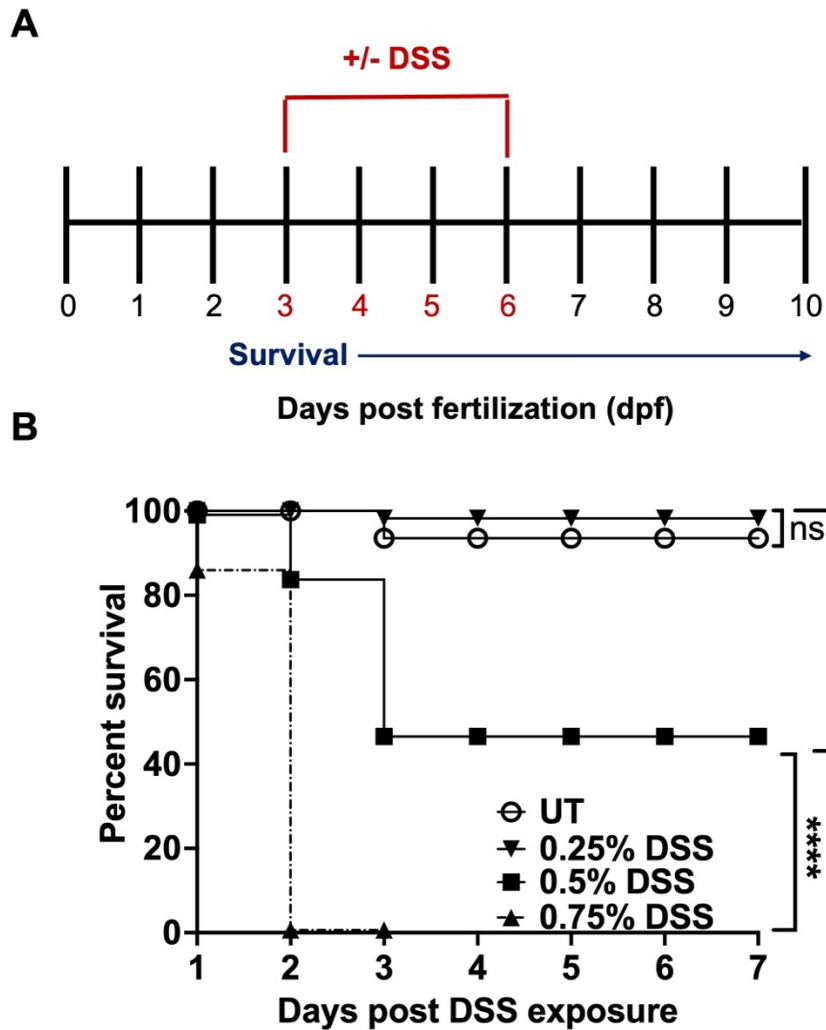 A
+/- DSS
0 1 2 3 4 5 6 7 8 9 10
Survival
Days post fertilization (dpf)
B
Percent survival
100
80
60
40
20
0
ns
****
UT
0.25% DSS
0.5% DSS
0.75% DSS
1 2 3 4 5 6 7
Days post DSS exposure